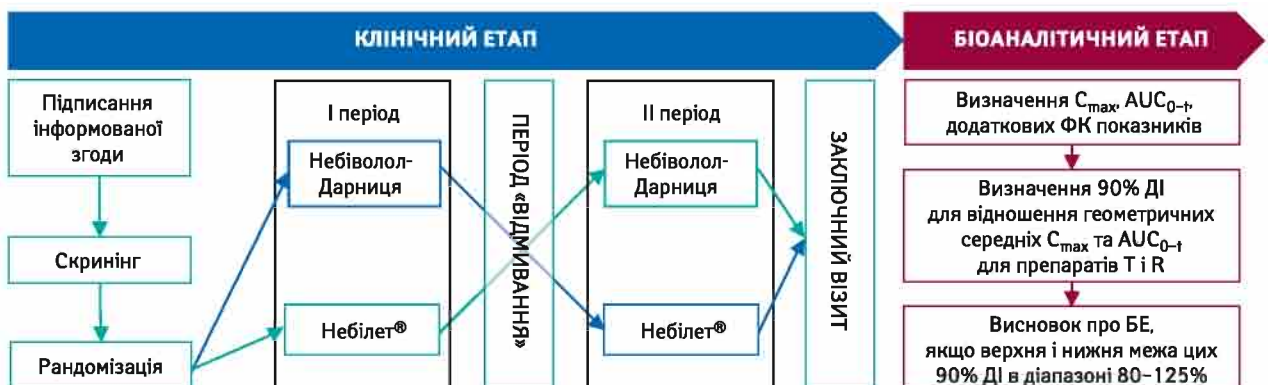 КЛІНІЧНИЙ ЕТАП
БІОАНАЛІТИЧНИЙ ЕТАП
Підписання
інформованої
згоди
Скринінг
Рандомізація
I період
Небіволол-
Дарниця
Небілет®
ПЕРІОД «ВІДМИВАННЯ»
II період
Небіволол-
Дарниця
Небілет®
ЗАКЛЮЧНИЙ ВІЗИТ
Визначення Cmax, AUC0–t,
додаткових ФК показників
Визначення 90% ДІ
для відношення геометричних
середніх Cmax та AUC0–t
для препаратів T і R
Висновок про БЕ,
якщо верхня і нижня межа цих
90% ДІ в діапазоні 80–125%